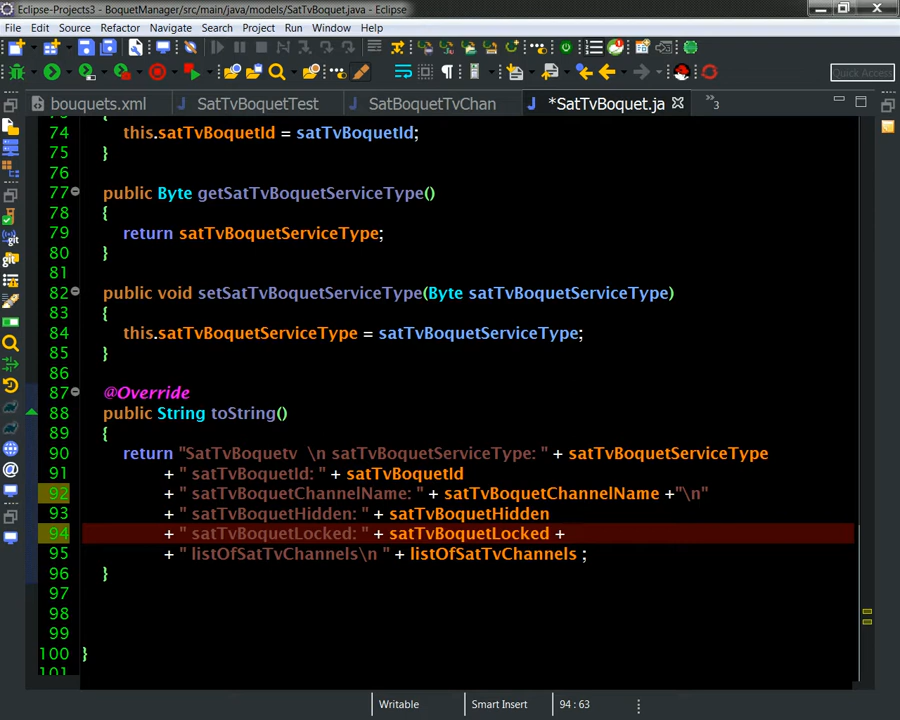 eclipse-Projects3 - BoquetManager/src/main/java/models/SatTvBoquet.java - Eclipse
File Edit Source Refactor Navigate Search Project Run Window Help
Quick Access
bouquets.xml SatTvBoquetTest SatBoquetTvChan *SatTvBoquet.ja »3
74 this.satTvBoquetId = satTvBoquetId;
75 }
76
77 public Byte getSatTvBoquetServiceType()
78 {
79 return satTvBoquetServiceType;
80 }
81
82 public void setSatTvBoquetServiceType(Byte satTvBoquetServiceType)
83 {
84 this.satTvBoquetServiceType = satTvBoquetServiceType;
85 }
86
87 @Override
88 public String toString()
89 {
90 return "SatTvBoquetv \n satTvBoquetServiceType: " + satTvBoquetServiceType
91 + " satTvBoquetId: " + satTvBoquetId
92 + " satTvBoquetChannelName: " + satTvBoquetChannelName +"\n"
93 + " satTvBoquetHidden: " + satTvBoquetHidden
94 + " satTvBoquetLocked: " + satTvBoquetLocked +
95 + " listOfSatTvChannels\n " + listOfSatTvChannels ;
96 }
97
98
99
100 }
101
Writable Smart Insert 94 : 63